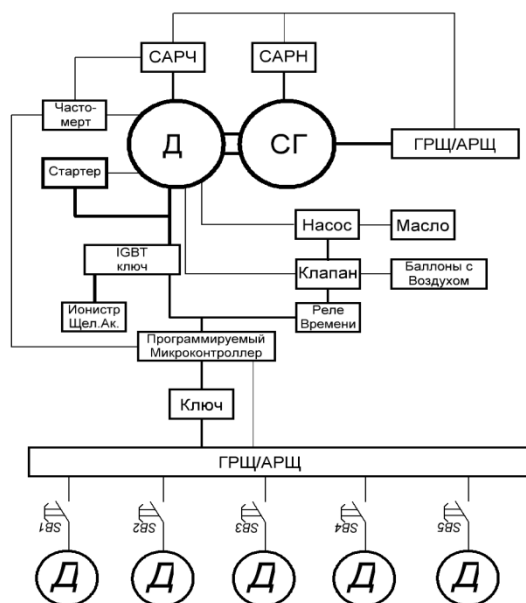 САРЧ
САРН
Часто-
мерт
Д
СГ
ГРЩ/АРЩ
Стартер
Насос
Масло
IGBT
ключ
Клапан
Баллоны с
Воздухом
Ионистр
Щел.Ак.
Реле
Времени
Программируемый
Микроконтроллер
Ключ
ГРЩ/АРЩ
SB1
SB2
SB3
SB4
SB5
Д
Д
Д
Д
Д